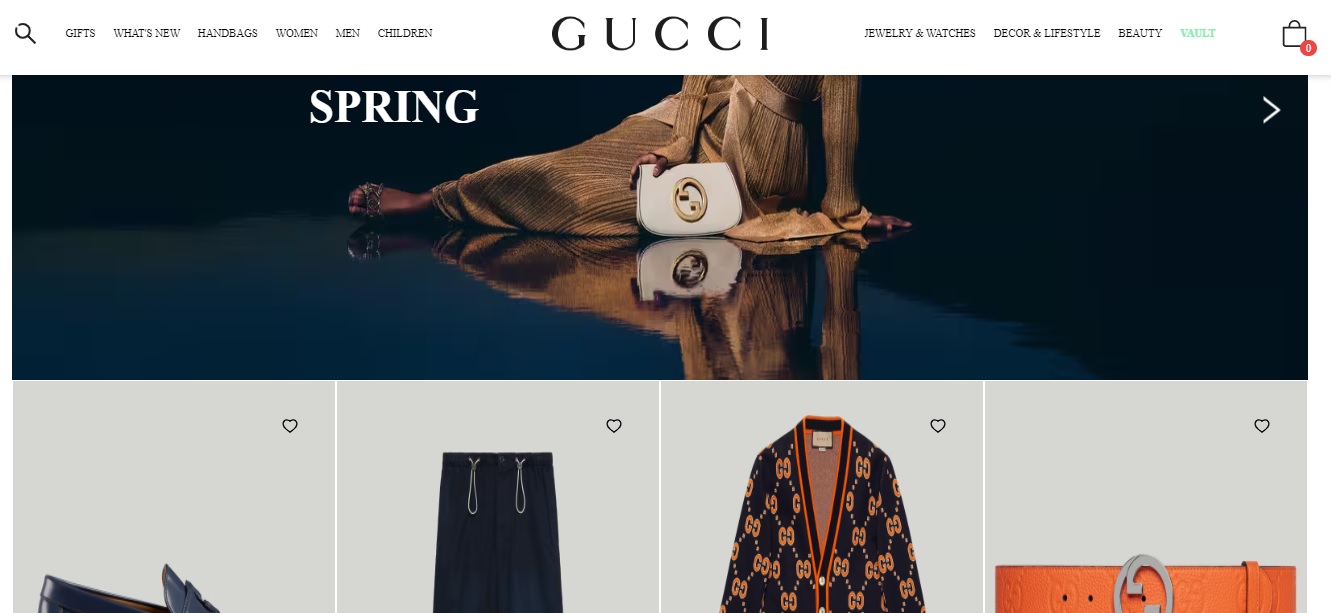 GIFTS WHAT'S NEW HANDBAGS WOMEN MEN CHILDREN GUCCI JEWELRY & WATCHES DECOR & LIFESTYLE BEAUTY VAULT
0
SPRING